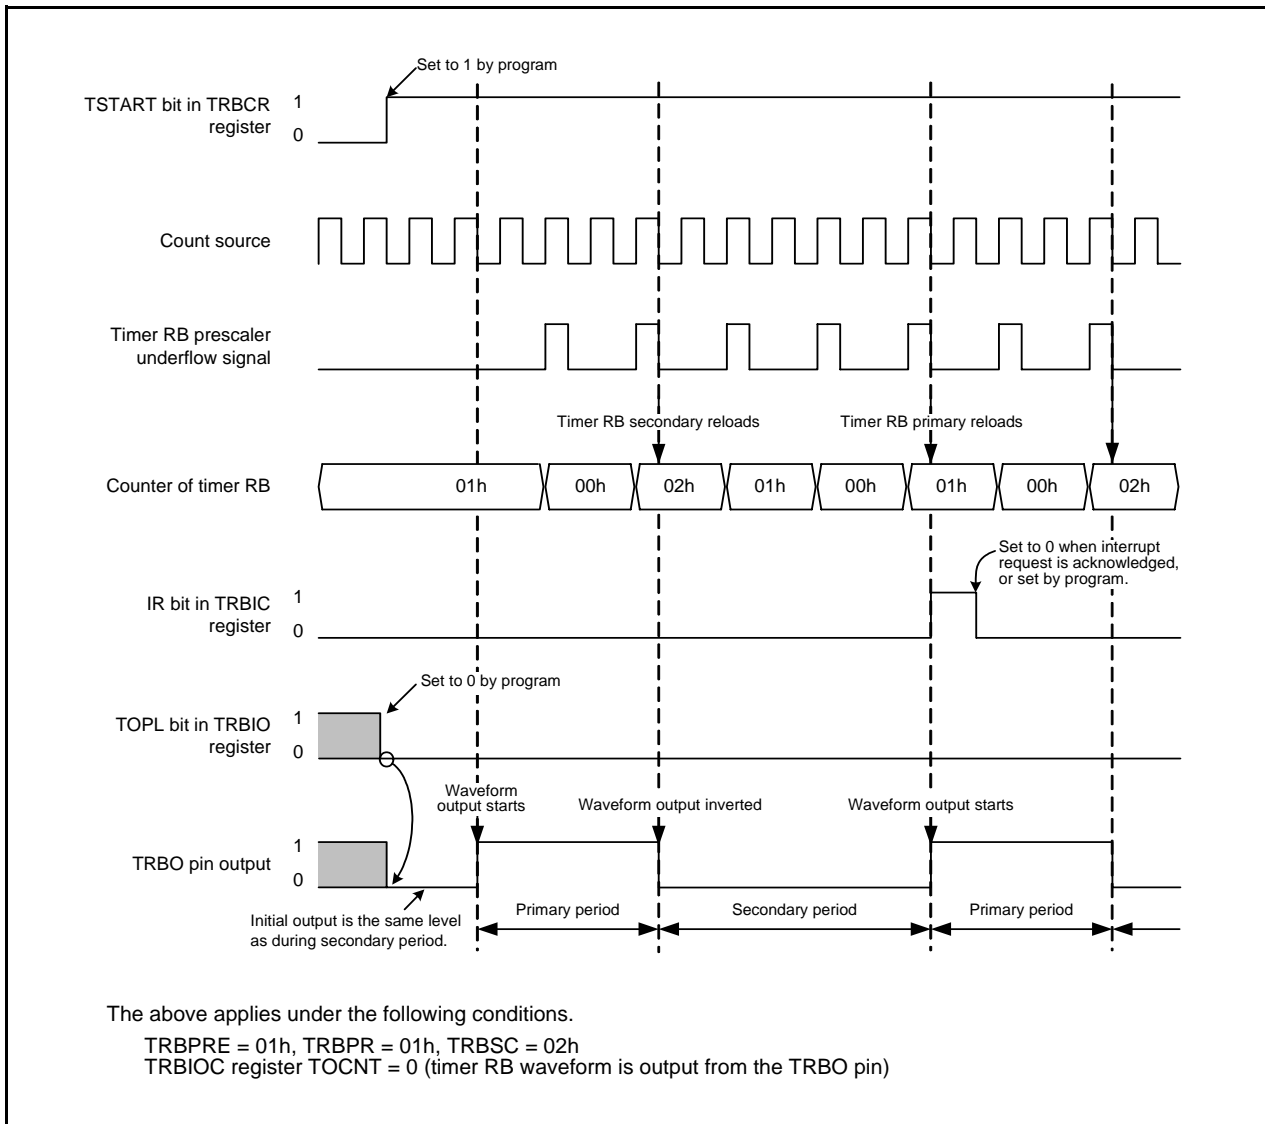 Set to 1 by program
TSTART bit in TRBCR
register
1
0
Count source
Timer RB prescaler
underflow signal
Timer RB secondary reloads
Timer RB primary reloads
Counter of timer RB
01h
00h
02h
01h
00h
01h
00h
02h
Set to 0 when interrupt
request is acknowledged,
or set by program.
IR bit in TRBIC
register
1
0
Set to 0 by program
TOPL bit in TRBIO
register
1
0
Waveform
output starts
Waveform output inverted
Waveform output starts
TRBO pin output
1
0
Initial output is the same level
as during secondary period.
Primary period
Secondary period
Primary period
The above applies under the following conditions.
TRBPRE = 01h, TRBPR = 01h, TRBSC = 02h
TRBIOC register TOCNT = 0 (timer RB waveform is output from the TRBO pin)